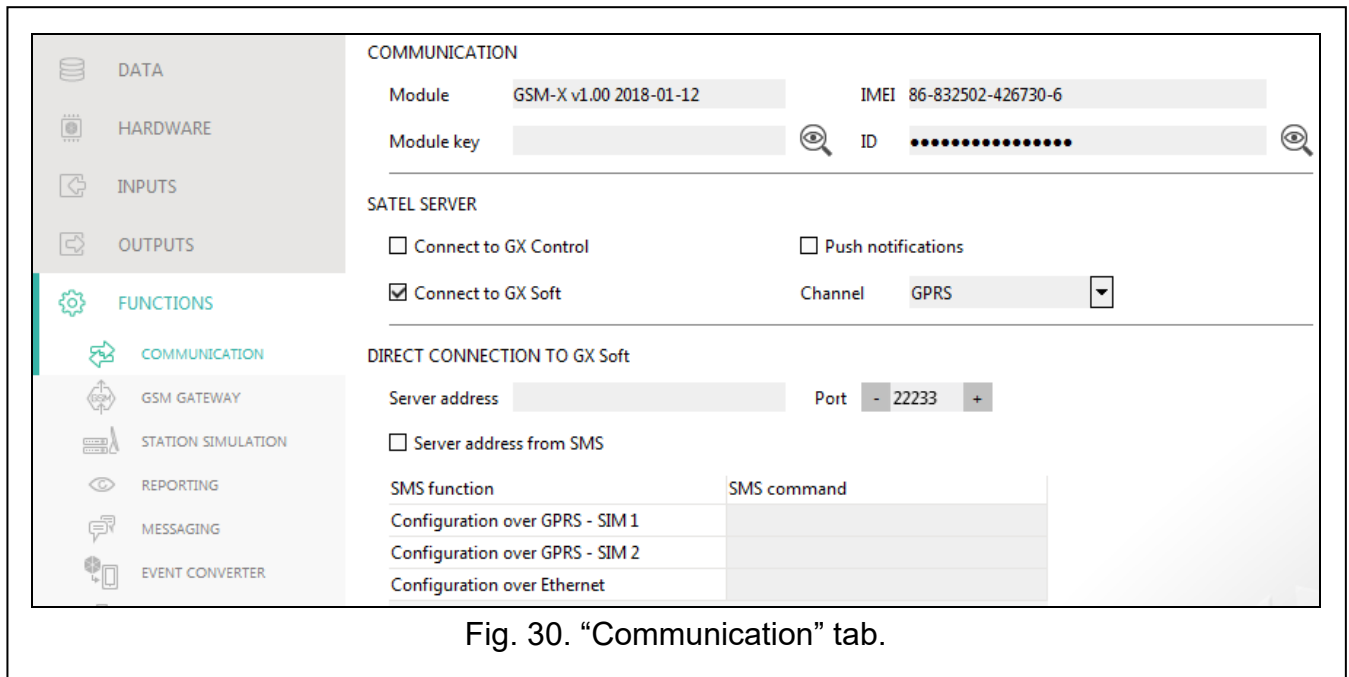 DATA
HARDWARE
INPUTS
OUTPUTS
FUNCTIONS
COMMUNICATION
GSM GATEWAY
STATION SIMULATION
REPORTING
MESSAGING
EVENT CONVERTER
COMMUNICATION
Module GSM-X v1.00 2018-01-12 IMEI 86-832502-426730-6
Module key ID ••••••••••••••••
SATEL SERVER
Connect to GX Control Push notifications
Connect to GX Soft Channel GPRS
DIRECT CONNECTION TO GX Soft
Server address Port - 22233 +
Server address from SMS
SMS function SMS command
Configuration over GPRS - SIM 1
Configuration over GPRS - SIM 2
Configuration over Ethernet
Fig. 30. “Communication” tab.